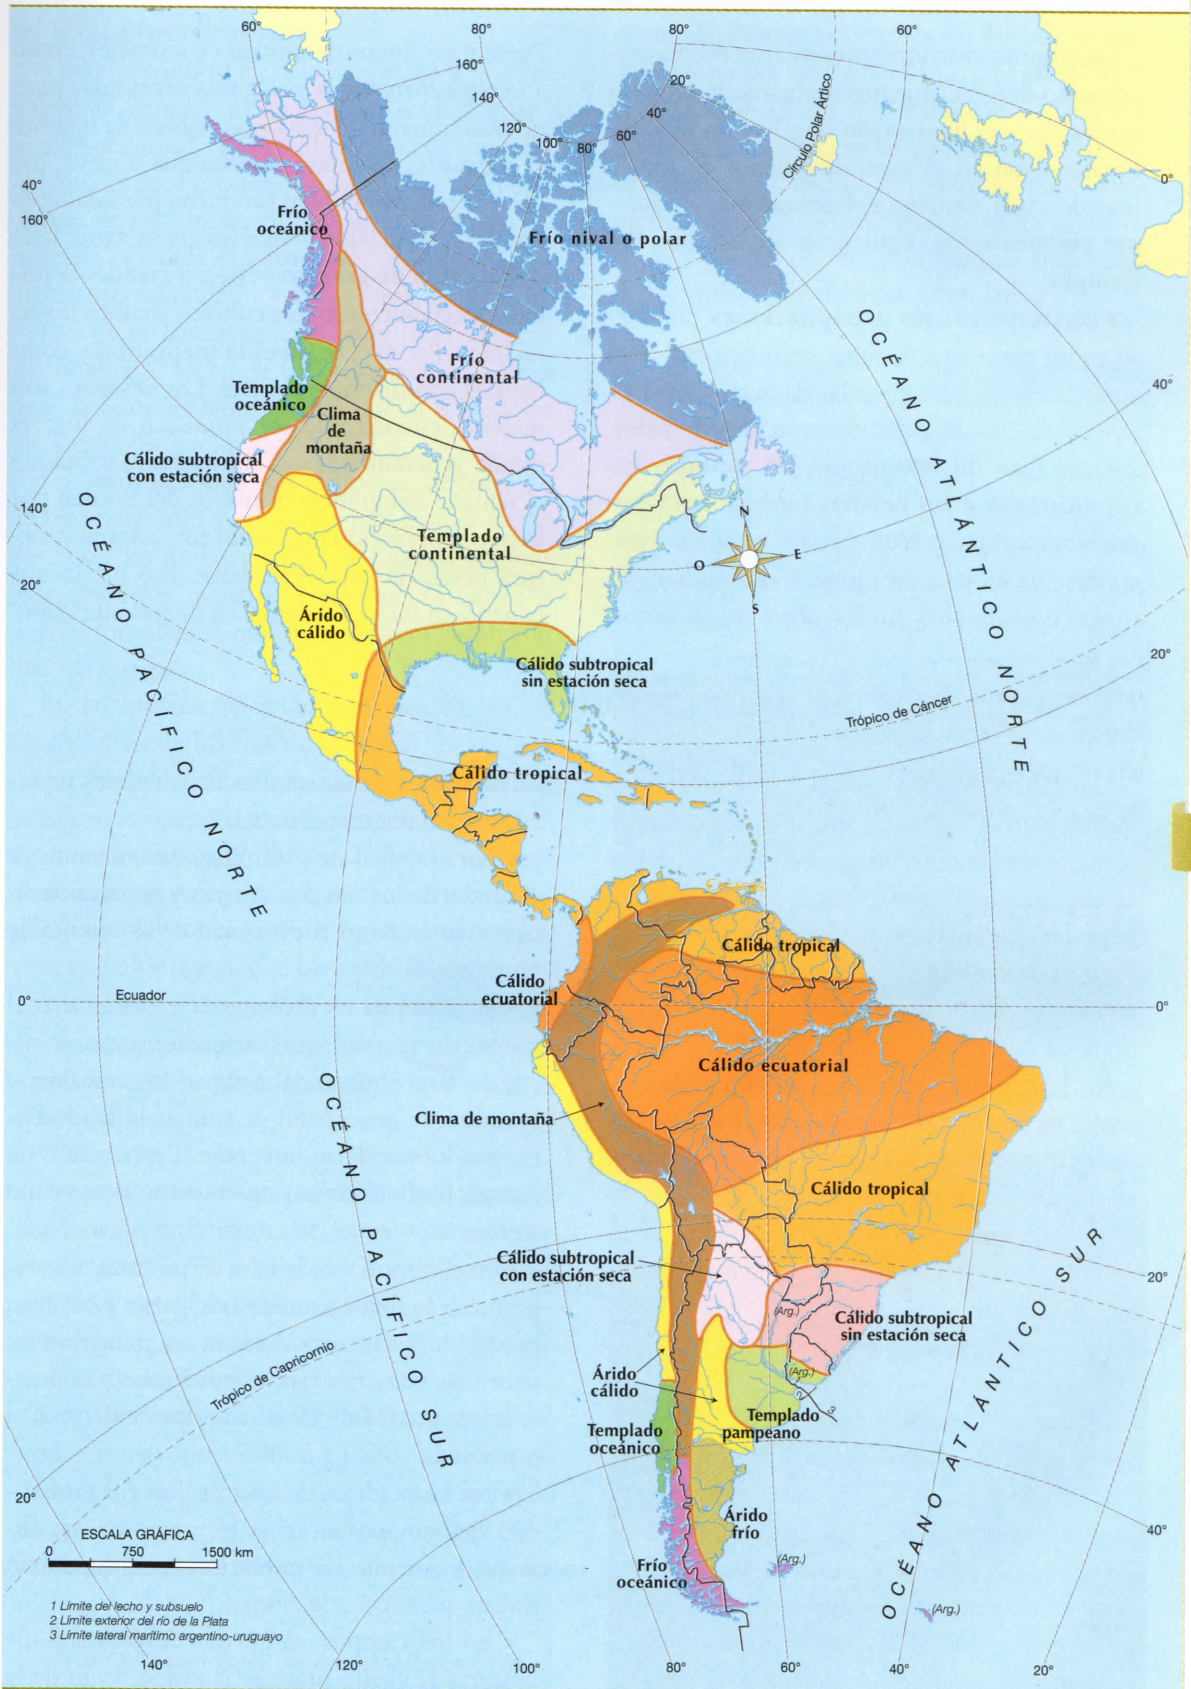 60°
80°
80°
60°
160°
140°
120°
100°
80°
60°
40°
20°
Círculo Polar Ártico
0°
40°
160°
Frío
oceánico
Frío nival o polar
OCÉANO ATLÁNTICO NORTE
Frío
continental
40°
Templado
oceánico
Clima
de
montaña
Cálido subtropical
con estación seca
OCÉANO PACÍFICO NORTE
140°
N
O
E
S
Templado
continental
20°
Árido
cálido
Cálido subtropical
sin estación seca
20°
Trópico de Cáncer
Cálido tropical
Caracas
Cálido tropical
Cálido
ecuatorial
0°
Ecuador
0°
Cálido ecuatorial
OCÉANO PACÍFICO SUR
Clima de montaña
Cálido tropical
OCÉANO ATLÁNTICO SUR
Cálido subtropical
con estación seca
20°
(Arg.)
Cálido subtropical
sin estación seca
Trópico de Capricornio
Árido
cálido
(Arg.)
2
3
Templado
pampeano
Templado
oceánico
20°
Árido
frío
40°
Frío
oceánico
(Arg.)
(Arg.)
ESCALA GRÁFICA
0 750 1500 km
1 Límite del lecho y subsuelo
2 Límite exterior del río de la Plata
3 Límite lateral marítimo argentino-uruguayo
140°
120°
100°
80°
60°
40°
20°